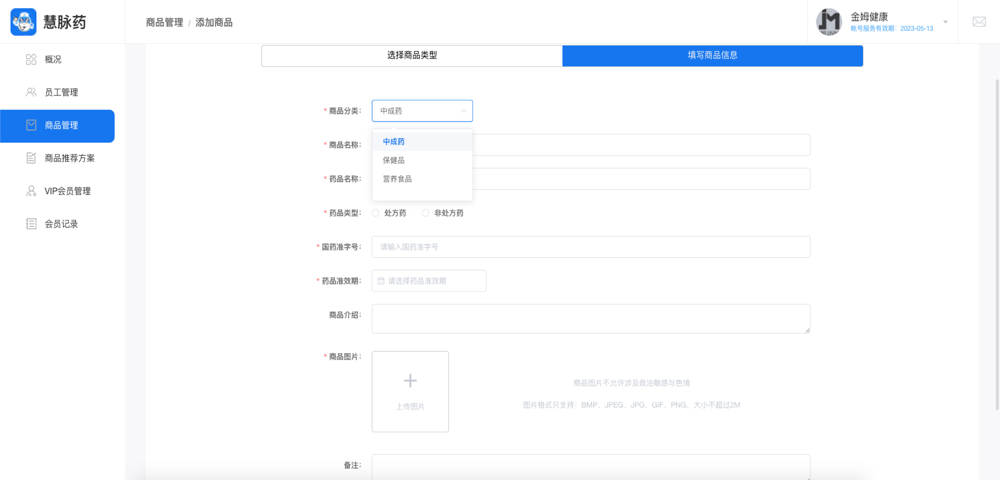 慧脉药
商品管理 / 添加商品
金姆健康
帐号服务有效期：2023-05-13
概况
员工管理
商品管理
商品推荐方案
VIP会员管理
会员记录
选择商品类型
填写商品信息
* 商品分类：
中成药
中成药
保健品
营养食品
* 商品名称：
* 药品名称：
* 药品类型：
处方药
非处方药
* 国药准字号：
请输入国药准字号
* 药品准效期：
请选择药品准效期
商品介绍：
* 商品图片：
上传图片
商品图片不允许涉及政治敏感与色情
图片格式只支持：BMP、JPEG、JPG、GIF、PNG，大小不超过2M
备注：